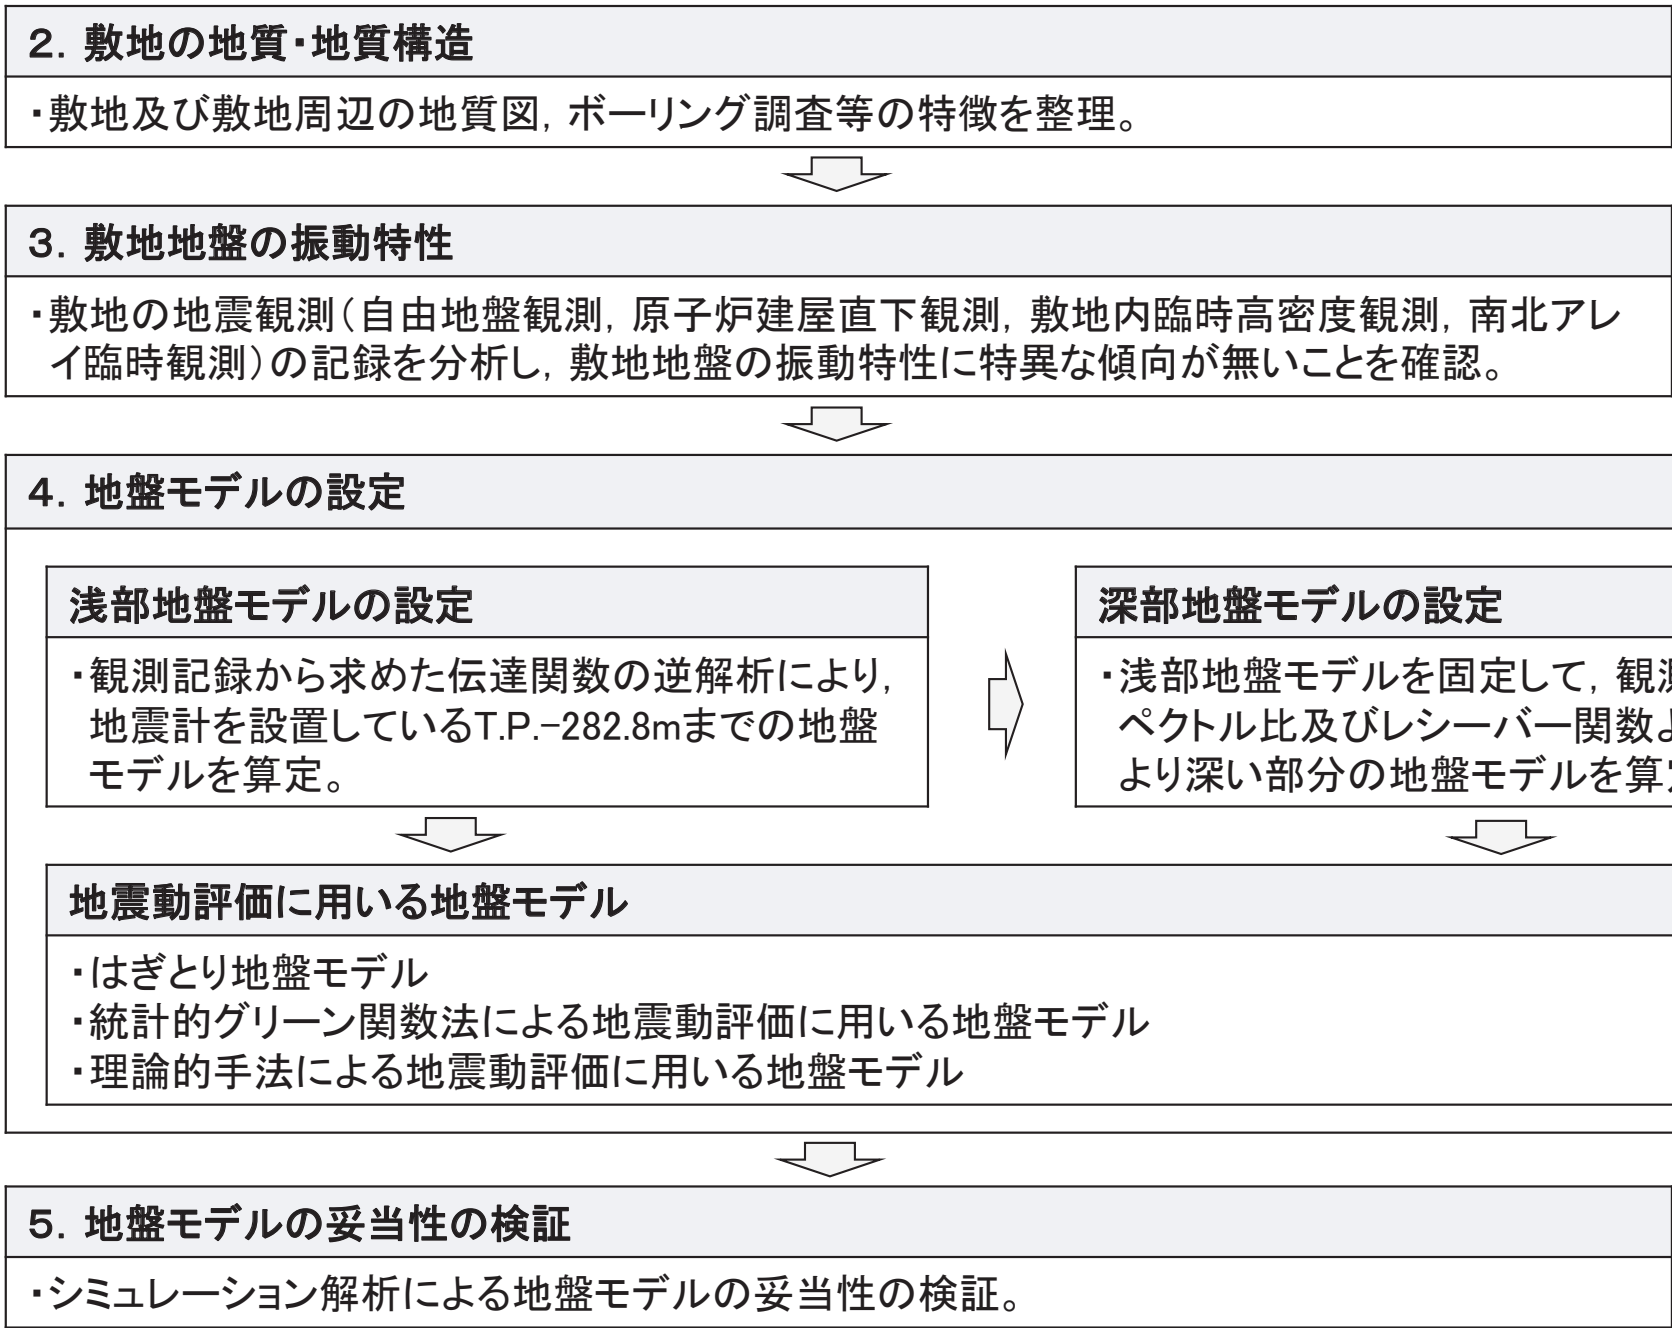 ２．敷地の地質・地質構造
・敷地及び敷地周辺の地質図，ボーリング調査等の特徴を整理。
３．敷地地盤の振動特性
・敷地の地震観測（自由地盤観測，原子炉建屋直下観測，敷地内臨時高密度観測，南北アレ
イ臨時観測）の記録を分析し，敷地地盤の振動特性に特異な傾向が無いことを確認。
４．地盤モデルの設定
浅部地盤モデルの設定
・観測記録から求めた伝達関数の逆解析により，
地震計を設置しているT.P.-282.8mまでの地盤
モデルを算定。
深部地盤モデルの設定
・浅部地盤モデルを固定して，観
ペクトル比及びレシーバー関数よ
より深い部分の地盤モデルを算
地震動評価に用いる地盤モデル
・はぎとり地盤モデル
・統計的グリーン関数法による地震動評価に用いる地盤モデル
・理論的手法による地震動評価に用いる地盤モデル
５．地盤モデルの妥当性の検証
・シミュレーション解析による地盤モデルの妥当性の検証。